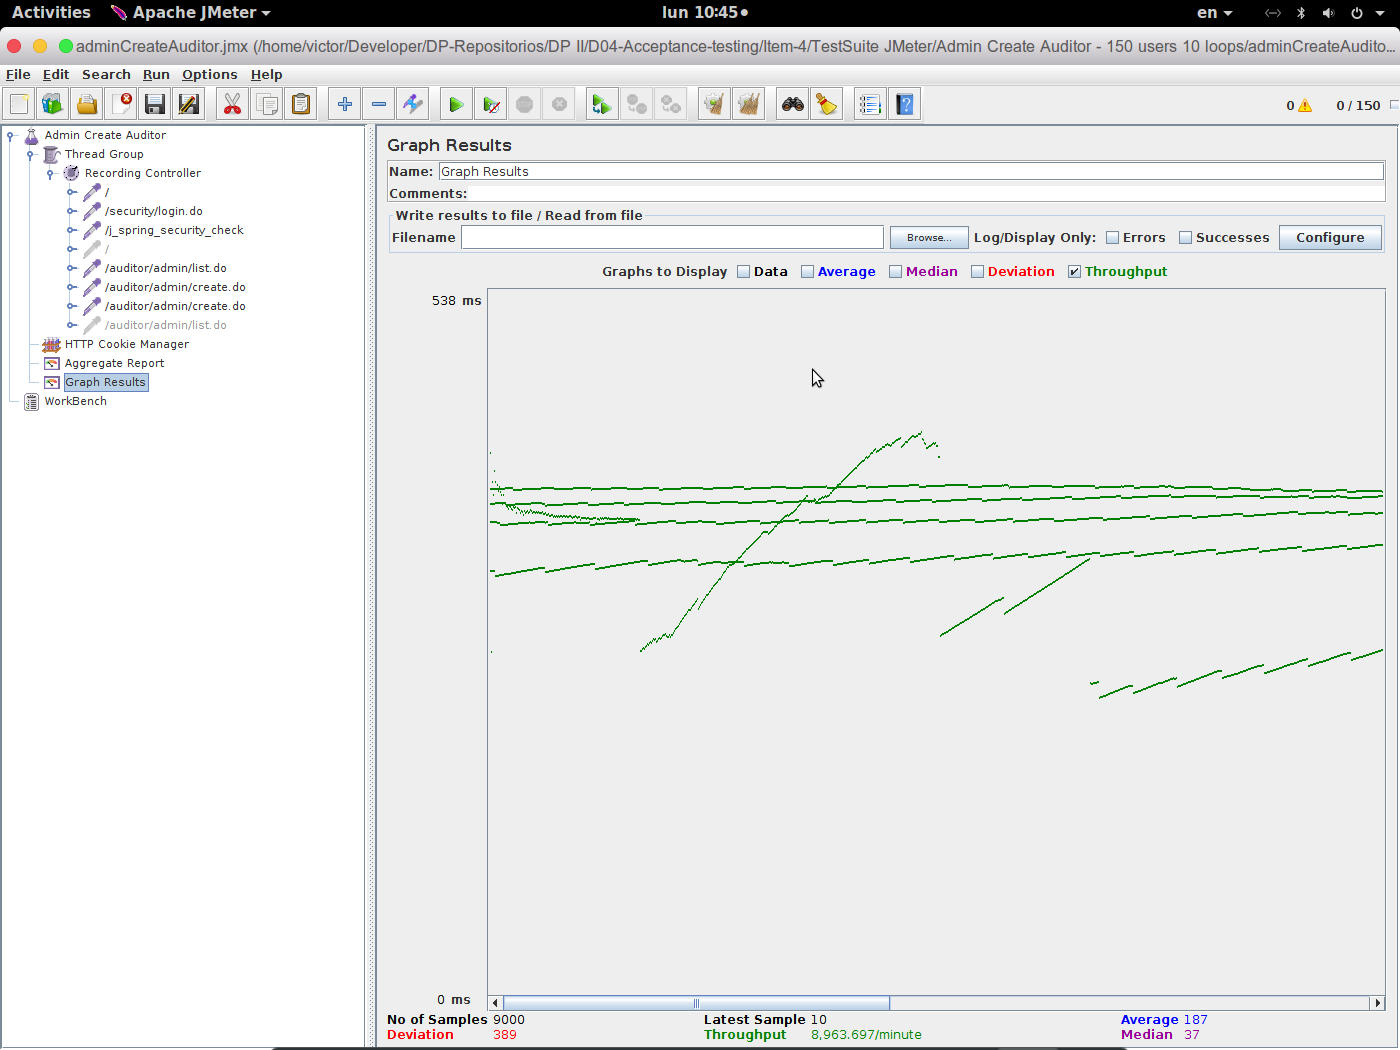 Activities Apache JMeter lun 10:45 en
adminCreateAuditor.jmx (/home/victor/Developer/DP-Repositorios/DP II/D04-Acceptance-testing/Item-4/TestSuite JMeter/Admin Create Auditor - 150 users 10 loops/adminCreateAudito...
File Edit Search Run Options Help
0 0 / 150
Admin Create Auditor
Thread Group
Recording Controller
/
/security/login.do
/j_spring_security_check
/
/auditor/admin/list.do
/auditor/admin/create.do
/auditor/admin/create.do
/auditor/admin/list.do
HTTP Cookie Manager
Aggregate Report
Graph Results
WorkBench
Graph Results
Name: Graph Results
Comments:
Write results to file / Read from file
Filename Browse... Log/Display Only: Errors Successes Configure
Graphs to Display Data Average Median Deviation Throughput
538 ms
0 ms
No of Samples 9000 Latest Sample 10 Average 187
Deviation 389 Throughput 8,963.697/minute Median 37